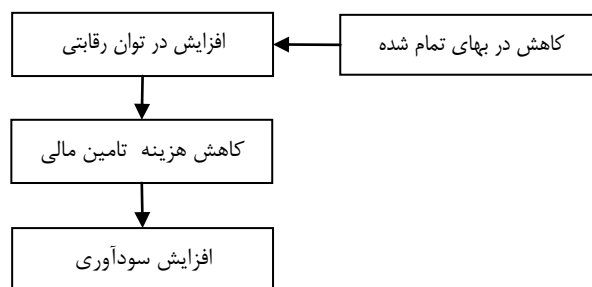 کاهش در بهای تمام شده
افزایش در توان رقابتی
کاهش هزینه تامین مالی
افزایش سودآوری